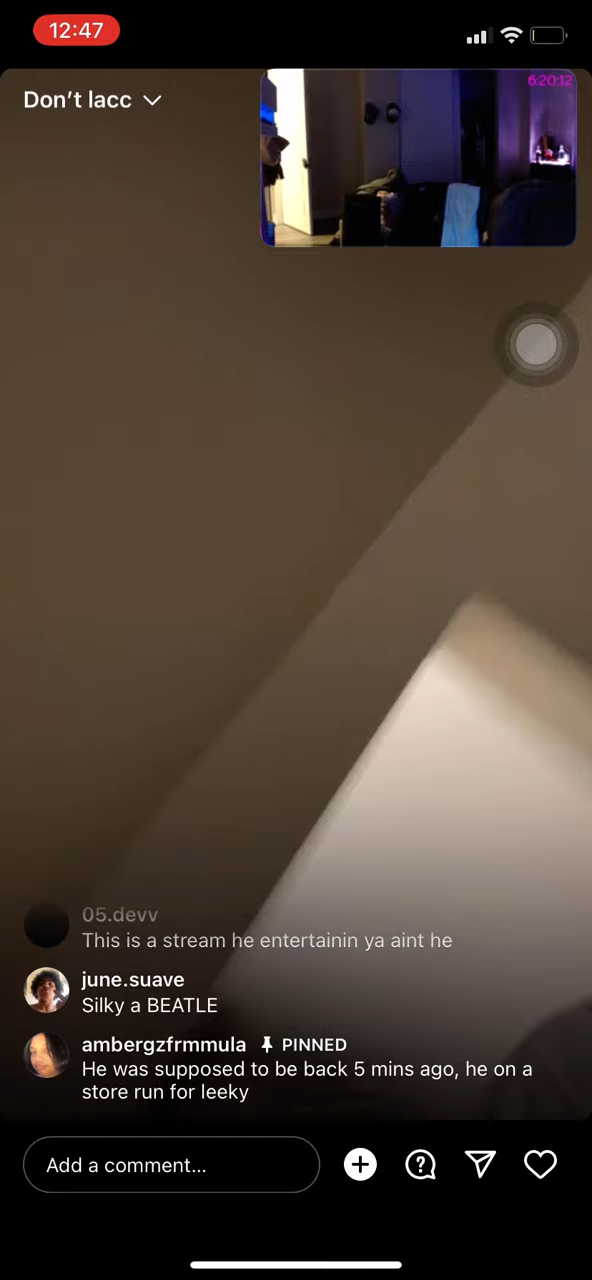 12:47
Don’t lacc
6:20:12
05.devv
This is a stream he entertainin ya aint he
june.suave
Silky a BEATLE
ambergzfrmmula PINNED
He was supposed to be back 5 mins ago, he on a
store run for leeky
Add a comment...